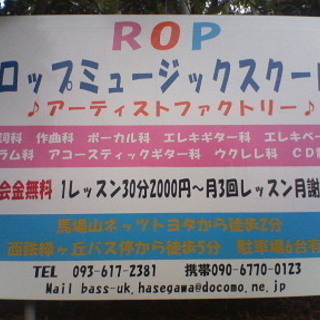 ROP
ロップミュージックスクー
♪アーティストファクトリー♪
詞科 作曲科 ボーカル科 エレキギター科 エレキベー
ラム科 アコースティックギター科 ウクレレ科 CD
会金無料 1レッスン30分2000円〜月3回レッスン月謝
馬場山ネッツトヨタから徒歩2分
西鉄緑ヶ丘バス停から徒歩5分 駐車場6台有
TEL 093-617-2381 携帯090-6770-0123
Mail bass-uk.hasegawa@docomo.ne.jp